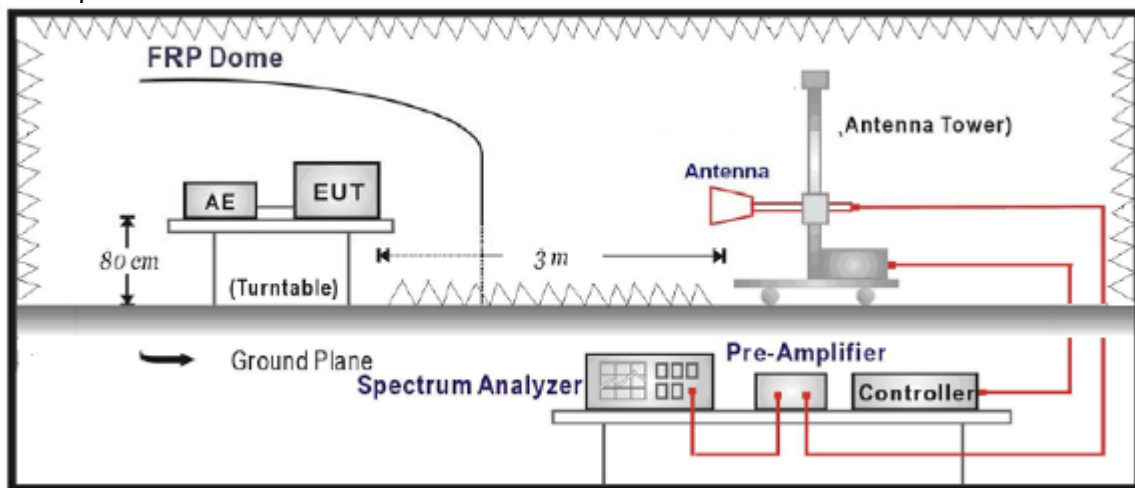 FRP Dome
(Antenna Tower)
Antenna
AE
EUT
80 cm
3 m
(Turntable)
Ground Plane
Pre-Amplifier
Spectrum Analyzer
Controller